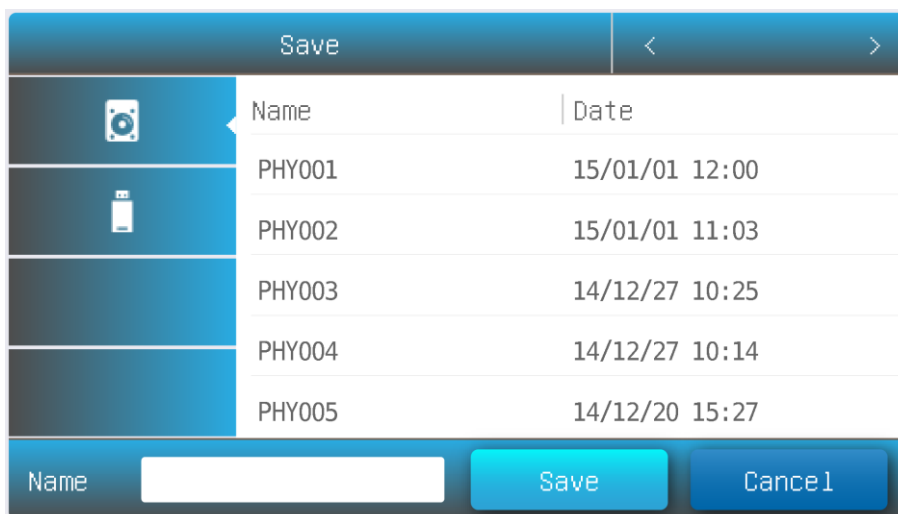 Save < >
Name Date
PHY001 15/01/01 12:00
PHY002 15/01/01 11:03
PHY003 14/12/27 10:25
PHY004 14/12/27 10:14
PHY005 14/12/20 15:27
Name Save Cancel